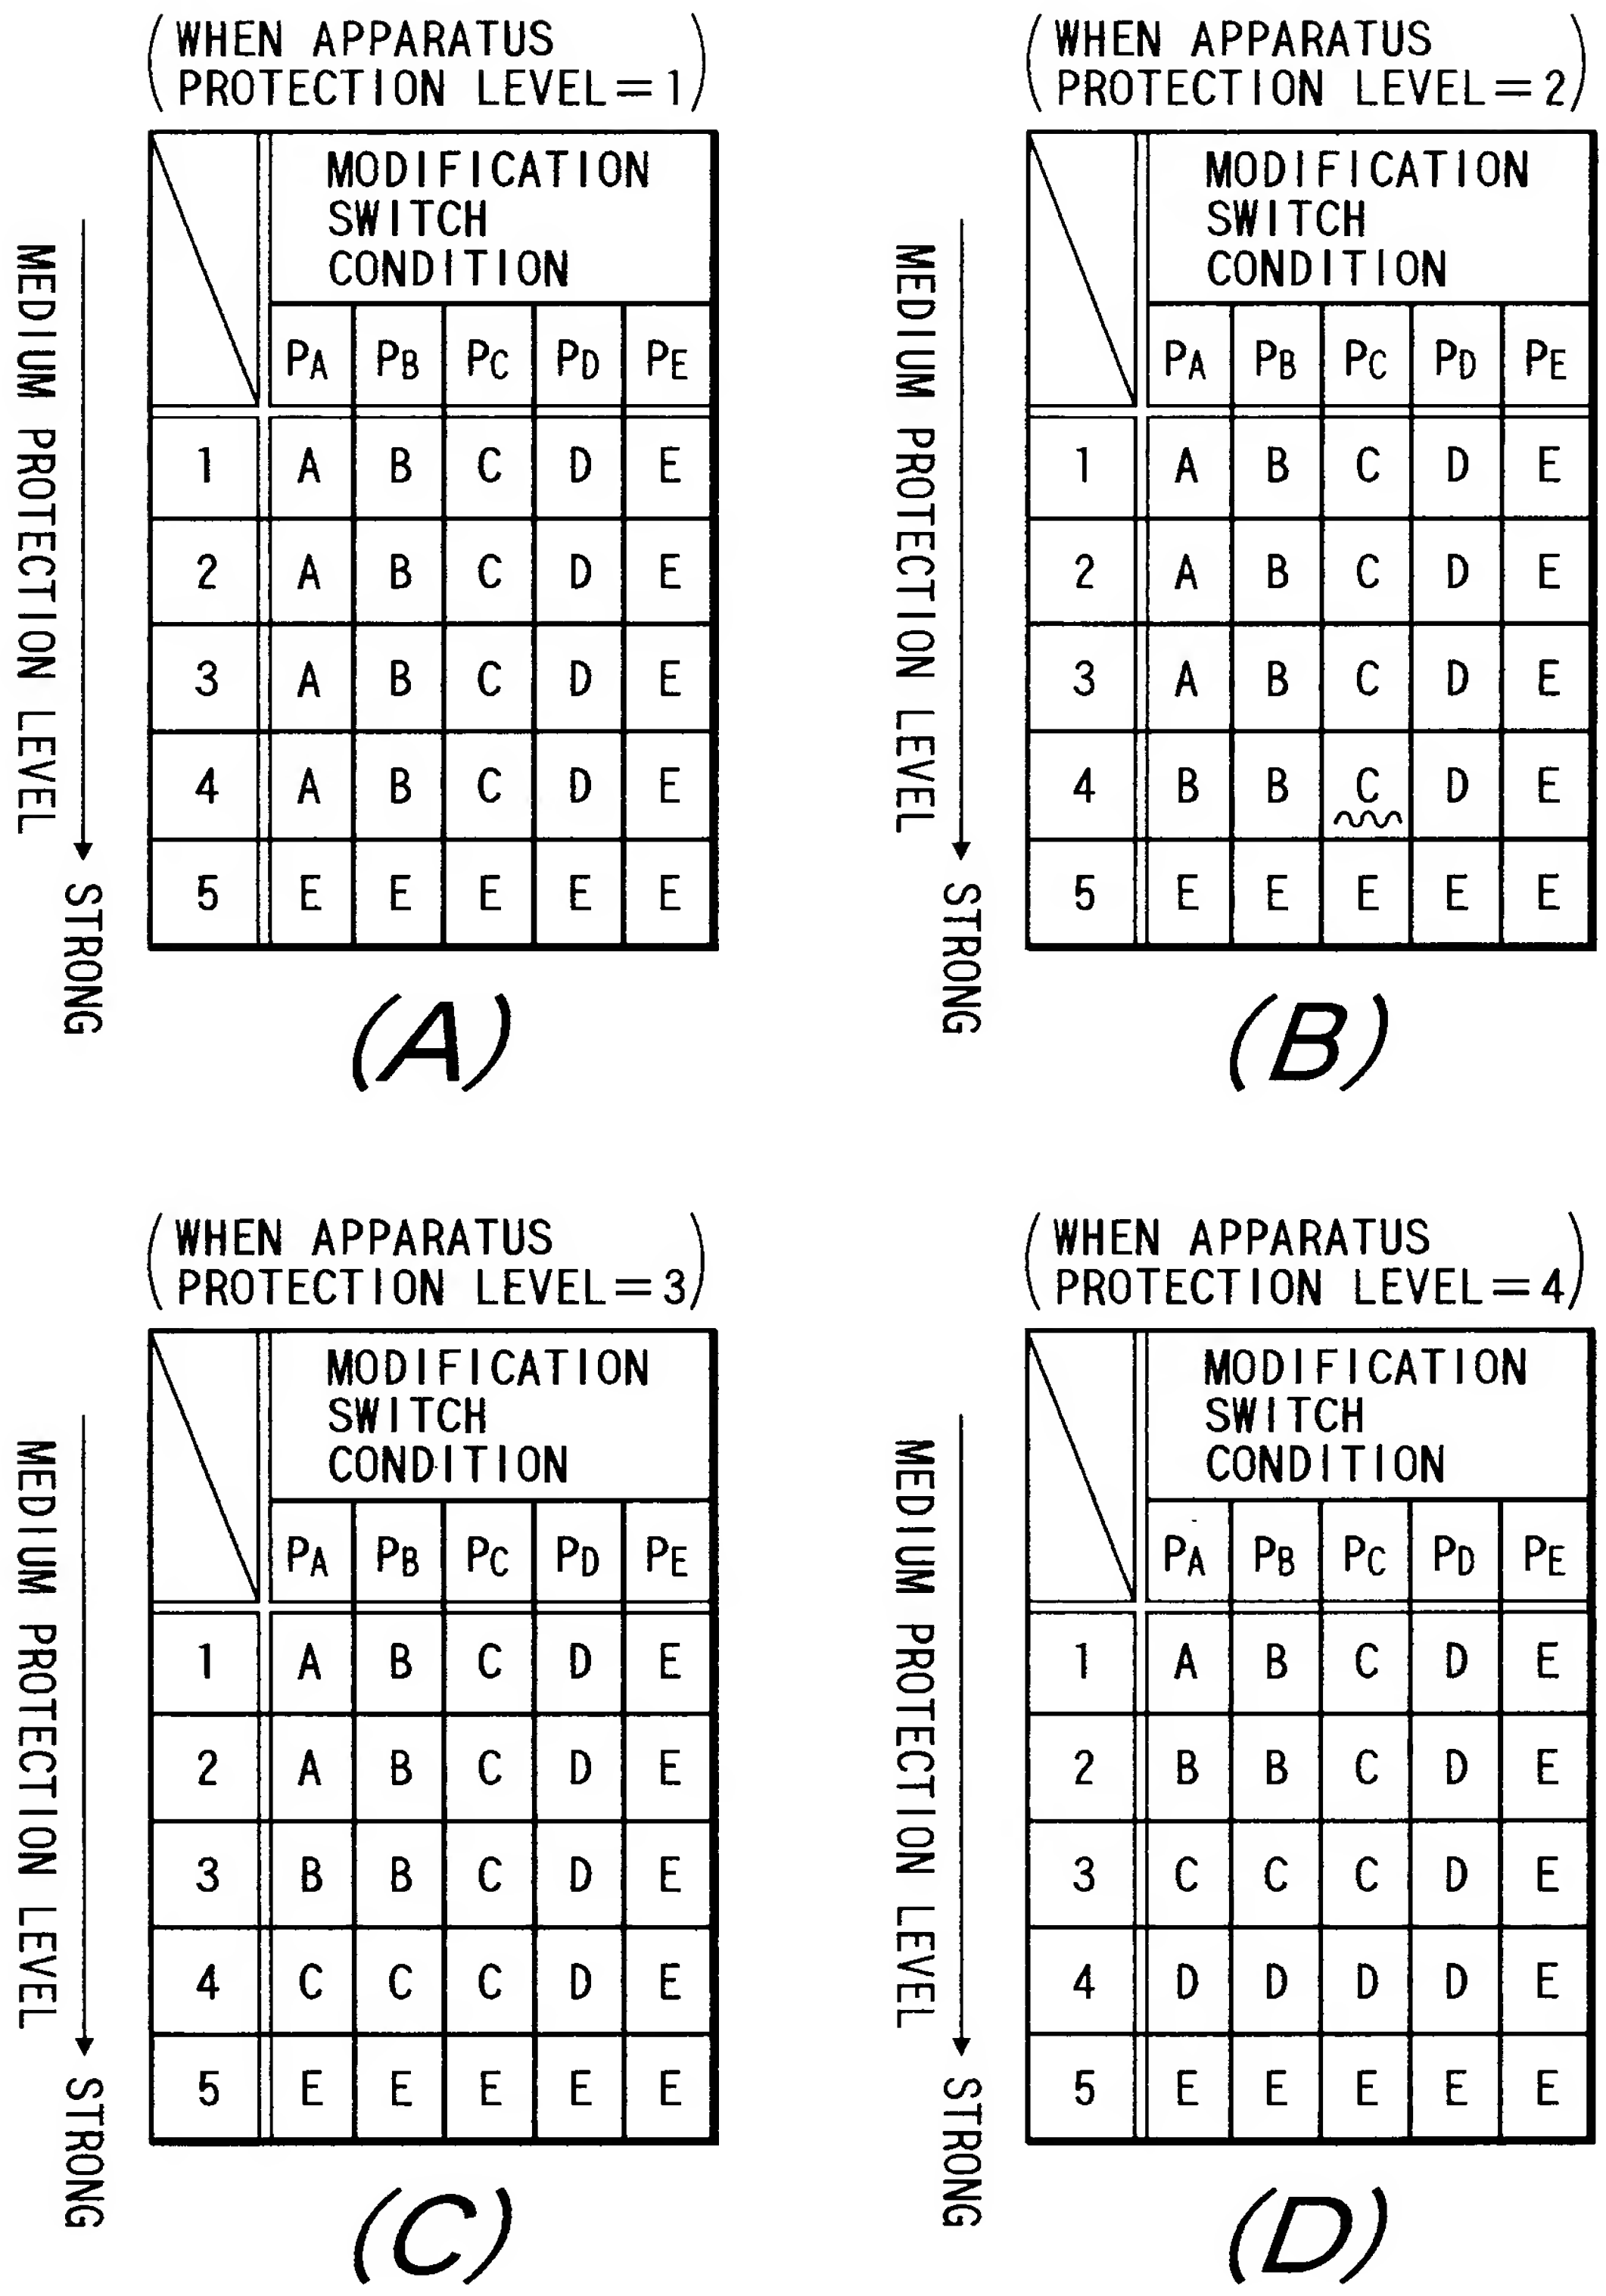 (WHEN APPARATUS
PROTECTION LEVEL=1)
MODIFICATION
SWITCH
CONDITION
PA PB PC PD PE
1 A B C D E
2 A B C D E
3 A B C D E
4 A B C D E
5 E E E E E
MEDIUM PROTECTION LEVEL
STRONG
(A)
(WHEN APPARATUS
PROTECTION LEVEL=2)
MODIFICATION
SWITCH
CONDITION
PA PB PC PD PE
1 A B C D E
2 A B C D E
3 A B C D E
4 B B C D E
5 E E E E E
MEDIUM PROTECTION LEVEL
STRONG
(B)
(WHEN APPARATUS
PROTECTION LEVEL=3)
MODIFICATION
SWITCH
CONDITION
PA PB PC PD PE
1 A B C D E
2 A B C D E
3 B B C D E
4 C C C D E
5 E E E E E
MEDIUM PROTECTION LEVEL
STRONG
(C)
(WHEN APPARATUS
PROTECTION LEVEL=4)
MODIFICATION
SWITCH
CONDITION
PA PB PC PD PE
1 A B C D E
2 B B C D E
3 C C C D E
4 D D D D E
5 E E E E E
MEDIUM PROTECTION LEVEL
STRONG
(D)